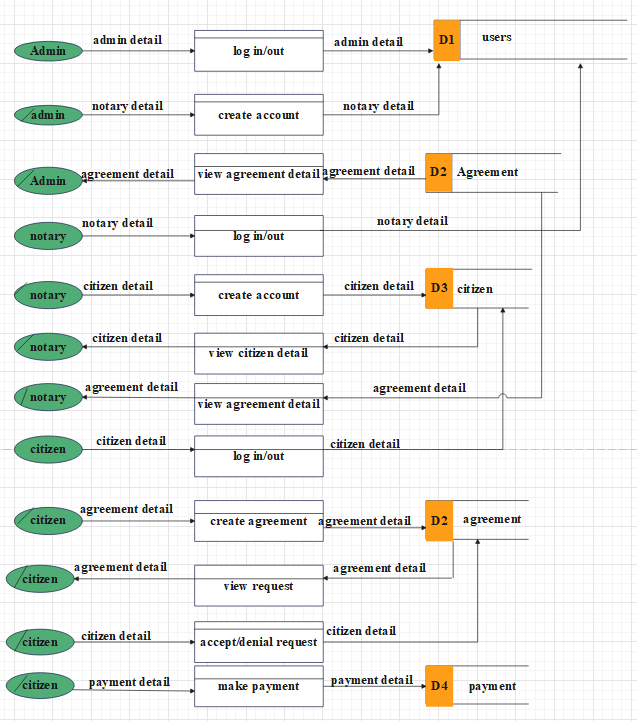 admin detail
Admin
log in/out
admin detail
D1
users
notary detail
admin
create account
notary detail
agreement detail
Admin
view agreement detail
agreement detail
D2
Agreement
notary detail
notary
log in/out
notary detail
citizen detail
notary
create account
citizen detail
D3
citizen
citizen detail
notary
view citizen detail
citizen detail
agreement detail
notary
view agreement detail
agreement detail
citizen detail
citizen
log in/out
citizen detail
agreement detail
citizen
create agreement
agreement detail
D2
agreement
agreement detail
citizen
view request
agreement detail
citizen detail
citizen
accept/denial request
citizen detail
payment detail
citizen
make payment
payment detail
D4
payment